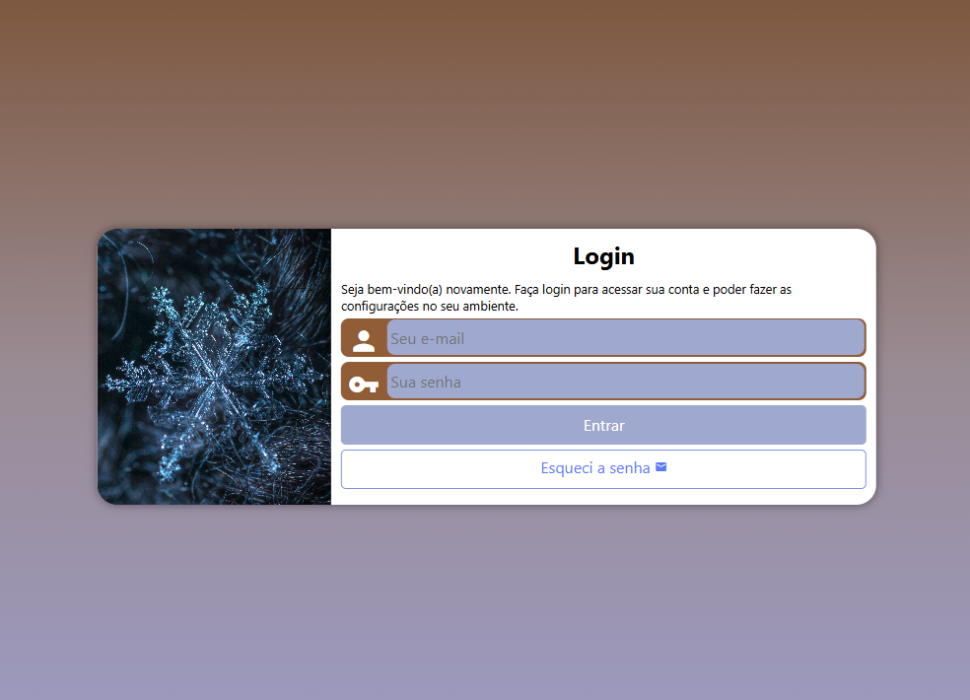 Login
Seja bem-vindo(a) novamente. Faça login para acessar sua conta e poder fazer as
configurações no seu ambiente.
Seu e-mail
Sua senha
Entrar
Esqueci a senha